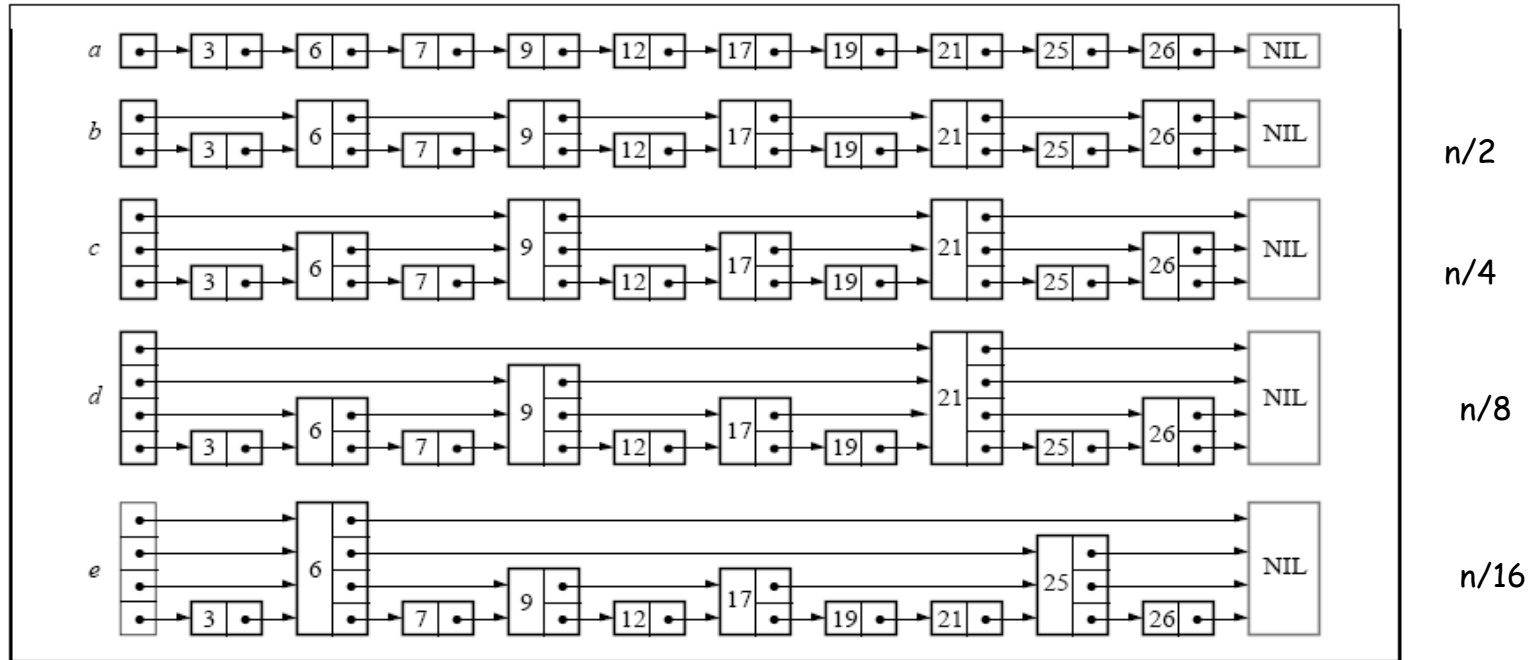 a 3 6 7 9 12 17 19 21 25 26 NIL
b 3 6 7 9 12 17 19 21 25 26 NIL n/2
c 3 6 7 9 12 17 19 21 25 26 NIL n/4
d 3 6 7 9 12 17 19 21 25 26 NIL n/8
e 3 6 7 9 12 17 19 21 25 26 NIL n/16